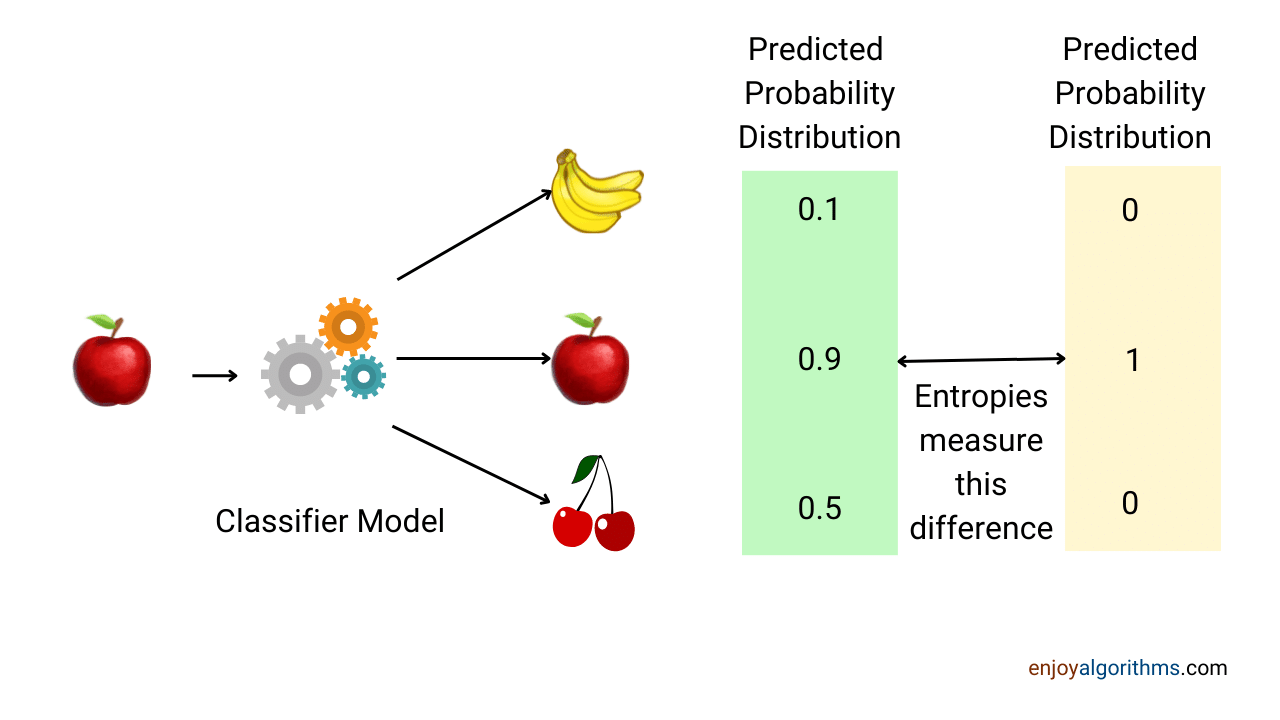 Predicted
Probability
Distribution
Predicted
Probability
Distribution
0.1
0
0.9
1
Entropies
measure
this
difference
0.5
0
Classifier Model
enjoyalgorithms.com